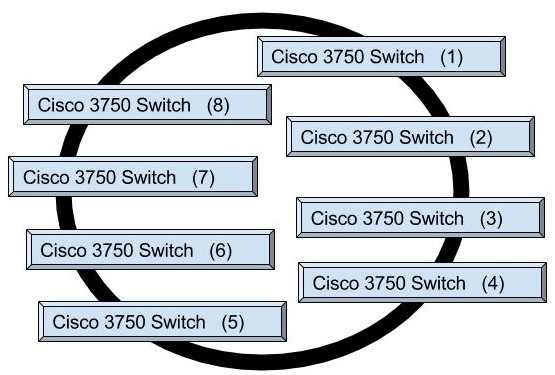 Cisco 3750 Switch (1)
Cisco 3750 Switch (2)
Cisco 3750 Switch (3)
Cisco 3750 Switch (4)
Cisco 3750 Switch (5)
Cisco 3750 Switch (6)
Cisco 3750 Switch (7)
Cisco 3750 Switch (8)